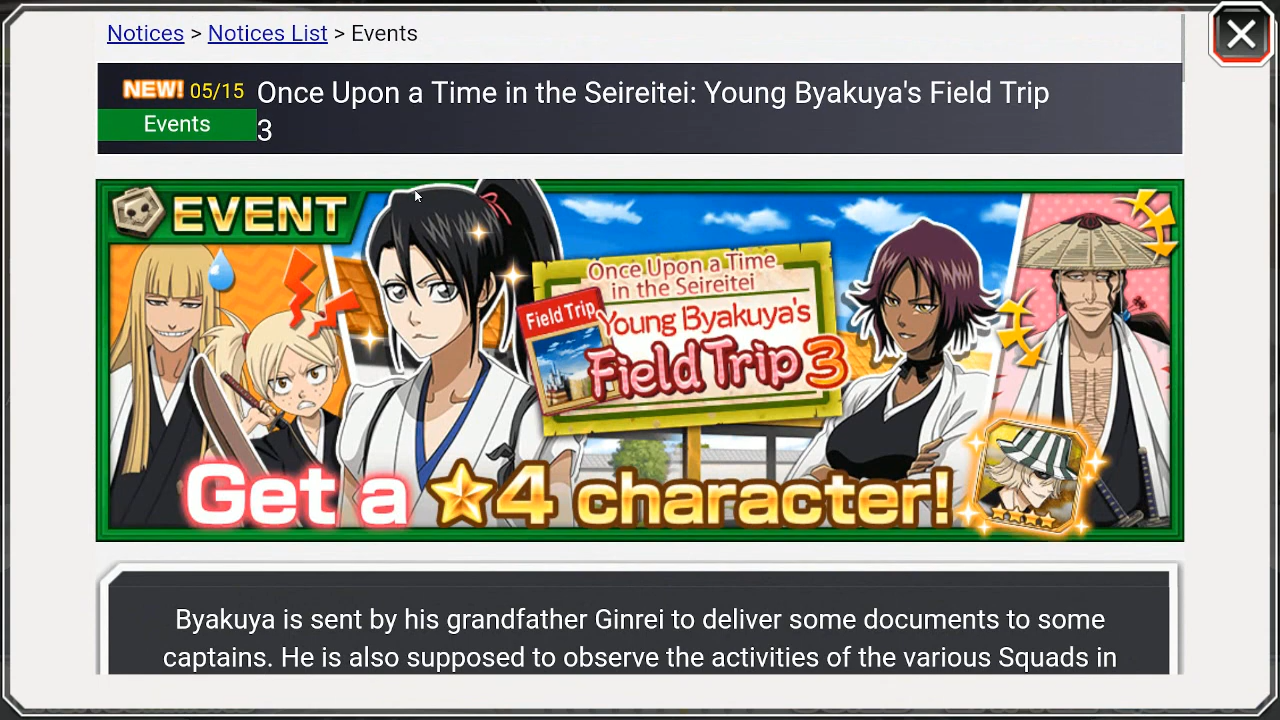 Notices > Notices List > Events
NEW! 05/15 Once Upon a Time in the Seireitei: Young Byakuya's Field Trip
Events
3
EVENT
Once Upon a Time
in the Seireitei
Field Trip
Young Byakuya's
Field Trip 3
Get a ★4 character!
Byakuya is sent by his grandfather Ginrei to deliver some documents to some
captains. He is also supposed to observe the activities of the various Squads in